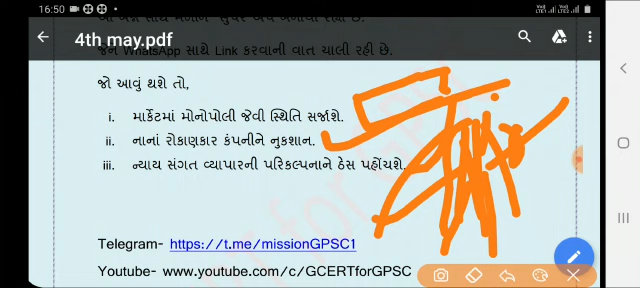 16:50
4th may.pdf
જેને WhatsApp સાથે Link કરવાની વાત ચાલી રહી છે.
જો આવું થશે તો,
i. માર્કેટમાં મોનોપોલી જેવી સ્થિતિ સર્જાશે.
ii. નાનાં રોકાણકાર કંપનીને નુકશાન.
iii. ન્યાય સંગત વ્યાપારની પરિકલ્પનાને ઠેસ પહોંચશે.
Telegram- https://t.me/missionGPSC1
Youtube- www.youtube.com/c/GCERTforGPSC